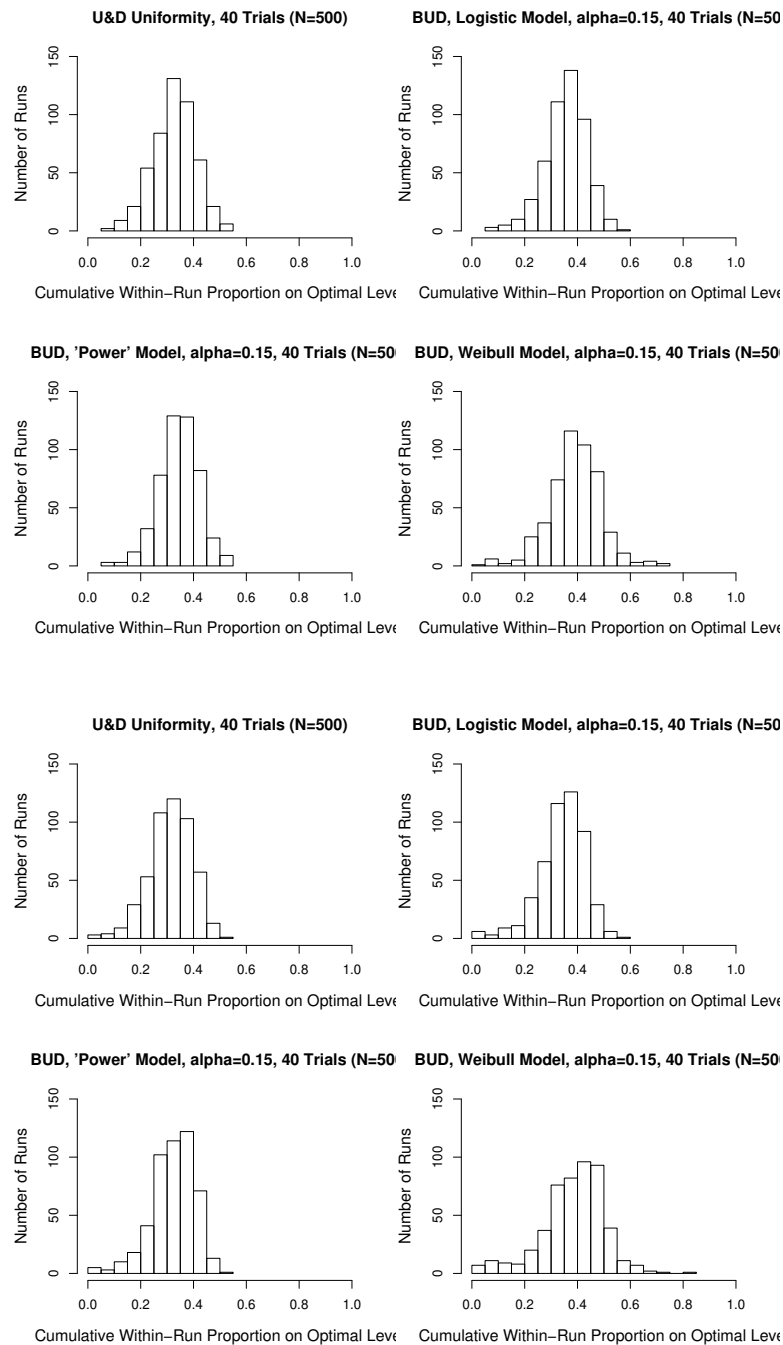 U&D Uniformity, 40 Trials (N=500)
BUD, Logistic Model, alpha=0.15, 40 Trials (N=50
Number of Runs
0 50 100 150
0.0 0.2 0.4 0.6 0.8 1.0
Cumulative Within−Run Proportion on Optimal Leve
Number of Runs
0 50 100 150
0.0 0.2 0.4 0.6 0.8 1.0
Cumulative Within−Run Proportion on Optimal Leve
BUD, ’Power’ Model, alpha=0.15, 40 Trials (N=50
BUD, Weibull Model, alpha=0.15, 40 Trials (N=50
Number of Runs
0 50 100 150
0.0 0.2 0.4 0.6 0.8 1.0
Cumulative Within−Run Proportion on Optimal Leve
Number of Runs
0 50 100 150
0.0 0.2 0.4 0.6 0.8 1.0
Cumulative Within−Run Proportion on Optimal Leve
U&D Uniformity, 40 Trials (N=500)
BUD, Logistic Model, alpha=0.15, 40 Trials (N=50
Number of Runs
0 50 100 150
0.0 0.2 0.4 0.6 0.8 1.0
Cumulative Within−Run Proportion on Optimal Leve
Number of Runs
0 50 100 150
0.0 0.2 0.4 0.6 0.8 1.0
Cumulative Within−Run Proportion on Optimal Leve
BUD, ’Power’ Model, alpha=0.15, 40 Trials (N=50
BUD, Weibull Model, alpha=0.15, 40 Trials (N=50
Number of Runs
0 50 100 150
0.0 0.2 0.4 0.6 0.8 1.0
Cumulative Within−Run Proportion on Optimal Leve
Number of Runs
0 50 100 150
0.0 0.2 0.4 0.6 0.8 1.0
Cumulative Within−Run Proportion on Optimal Leve